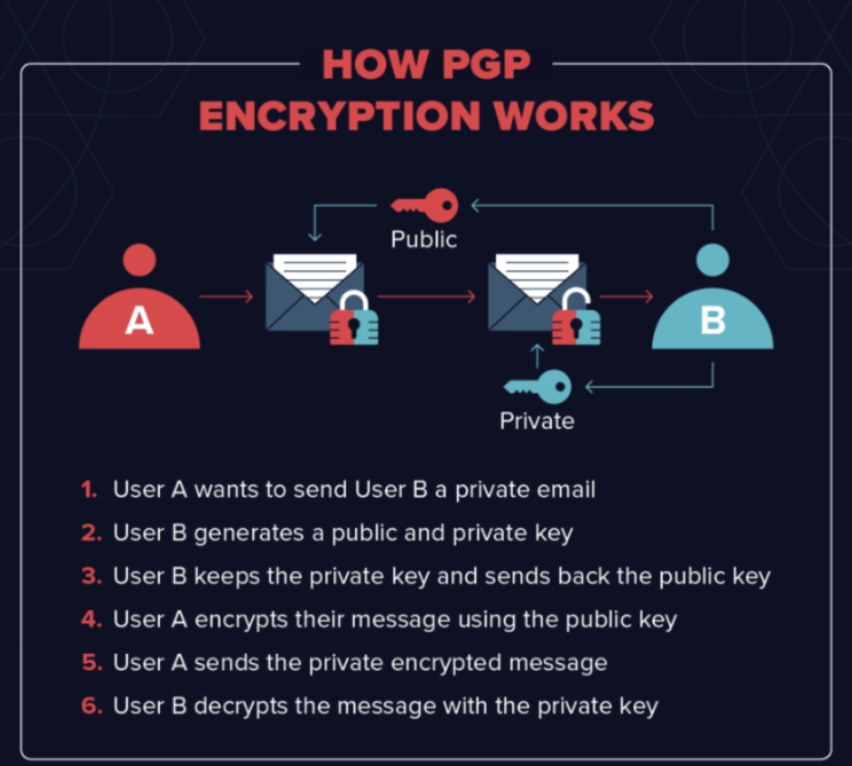 HOW PGP
ENCRYPTION WORKS
Public
A
B
Private
1. User A wants to send User B a private email
2. User B generates a public and private key
3. User B keeps the private key and sends back the public key
4. User A encrypts their message using the public key
5. User A sends the private encrypted message
6. User B decrypts the message with the private key